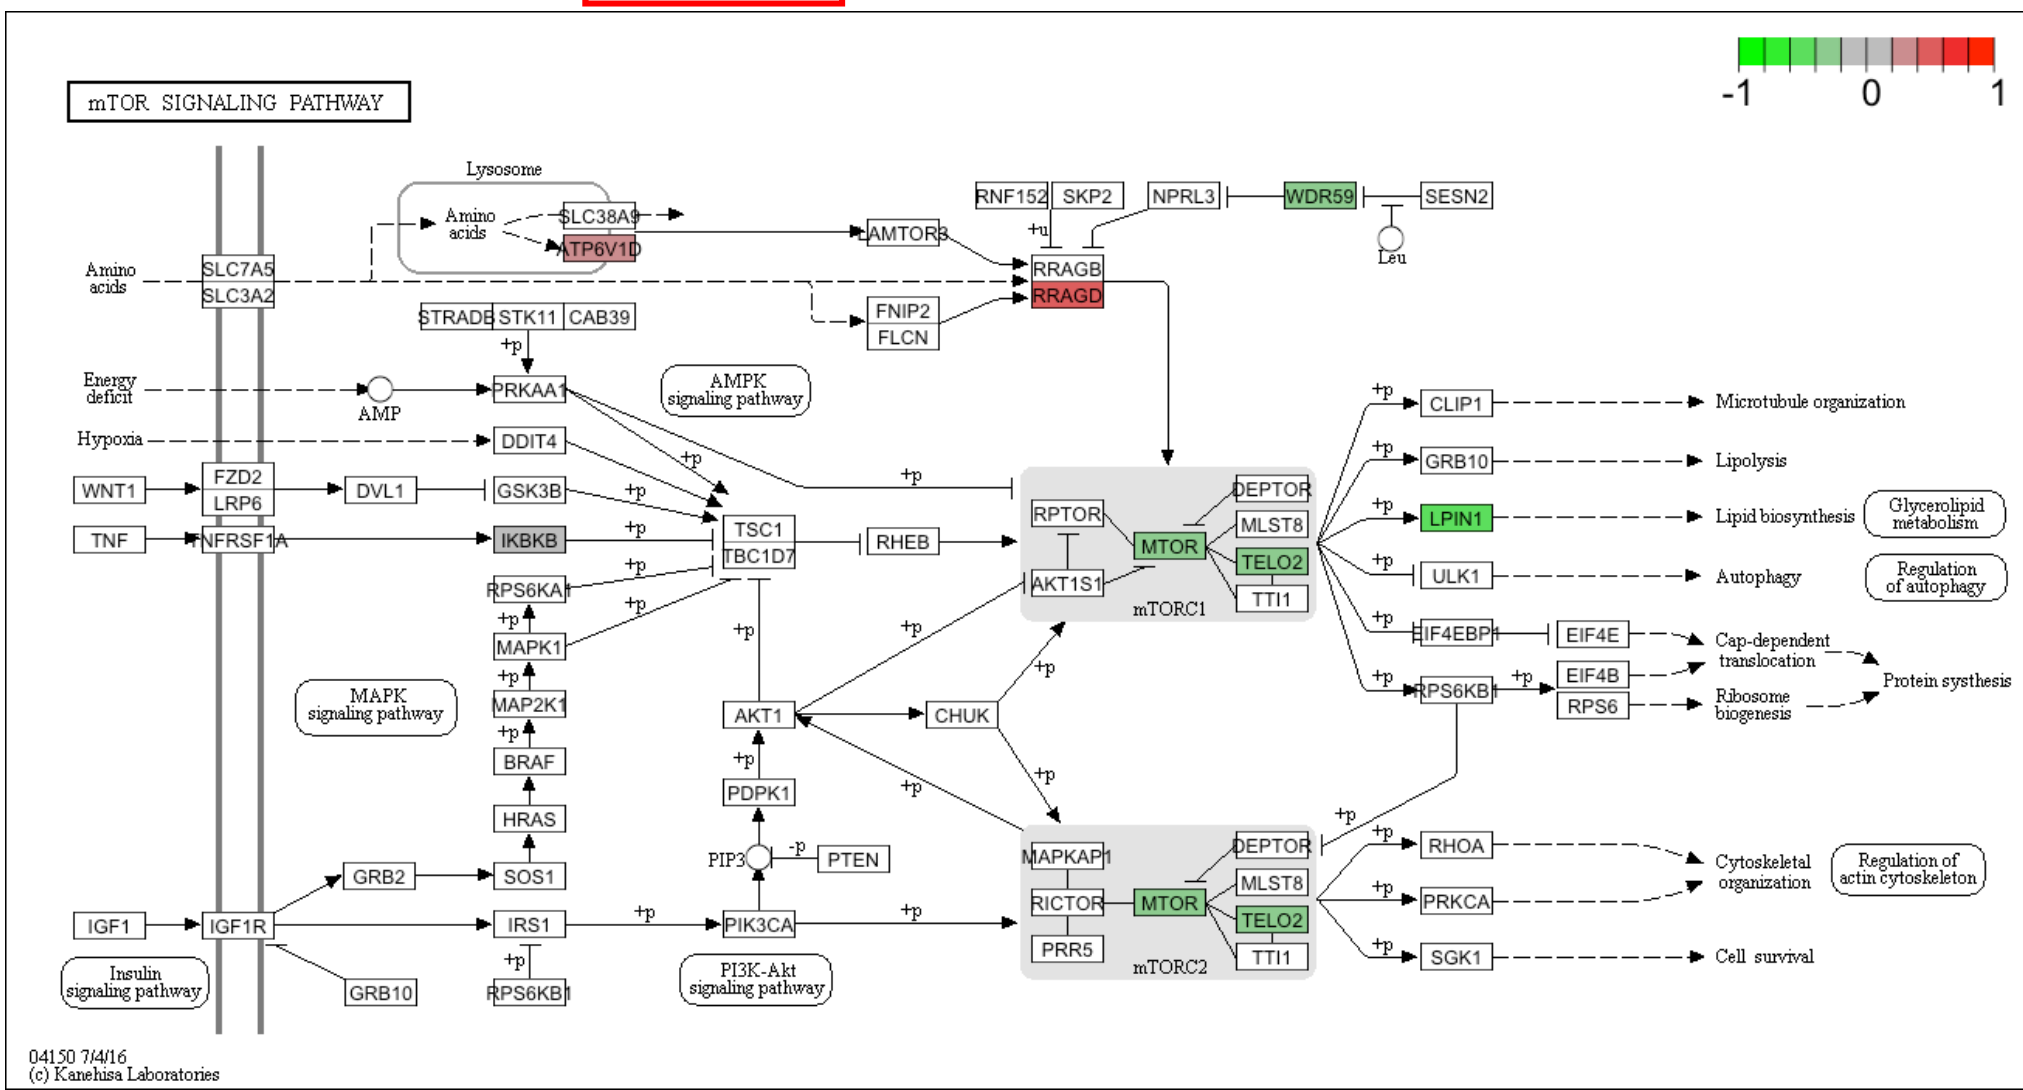 -1 0 1
mTOR SIGNALING PATHWAY
Lysosome
RNF152 SKP2 NPRL3 WDR59 SESN2
Amino
acids
SLC38A9
ATP6V1D
LAMTOR3
+u
Leu
Amino
acids
SLC7A5
SLC3A2
RRAGB
RRAGD
STRADB STK11 CAB39
FNIP2
FLCN
+p
Energy
deficit
AMP
PRKAA1
AMPK
signaling pathway
Hypoxia
DDIT4
+p
+p
WNT1
FZD2
LRP6
DVL1
GSK3B
+p
TNF
TNFRSF1A
IKBKB
+p
TSC1
TBC1D7
RHEB
RPTOR
DEPTOR
MLST8
MTOR
TELO2
AKT1S1
TTI1
mTORC1
+p
CLIP1
Microtubule organization
+p
GRB10
Lipolysis
+p
LPIN1
Lipid biosynthesis
Glycerolipid
metabolism
+p
ULK1
Autophagy
Regulation
of autophagy
+p
EIF4EBP1
EIF4E
Cap-dependent
translocation
+p
RPS6KB1
+p
EIF4B
RPS6
Ribosome
biogenesis
Protein systhesis
RPS6KA1
+p
+p
+p
MAPK1
+p
MAP2K1
+p
BRAF
HRAS
SOS1
MAPK
signaling pathway
+p
+p
AKT1
CHUK
+p
+p
+p
+p
PDPK1
PIP3
-p
PTEN
GRB2
IGF1
IGF1R
IRS1
+p
PIK3CA
+p
Insulin
signaling pathway
GRB10
+p
RPS6KB1
PI3K-Akt
signaling pathway
MAPKAP1
RICTOR
PRR5
MTOR
DEPTOR
MLST8
TELO2
TTI1
mTORC2
+p
+p
RHOA
+p
PRKCA
Cytoskeletal
organization
Regulation of
actin cytoskeleton
+p
SGK1
Cell survival
04150 7/4/16
(c) Kanehisa Laboratories